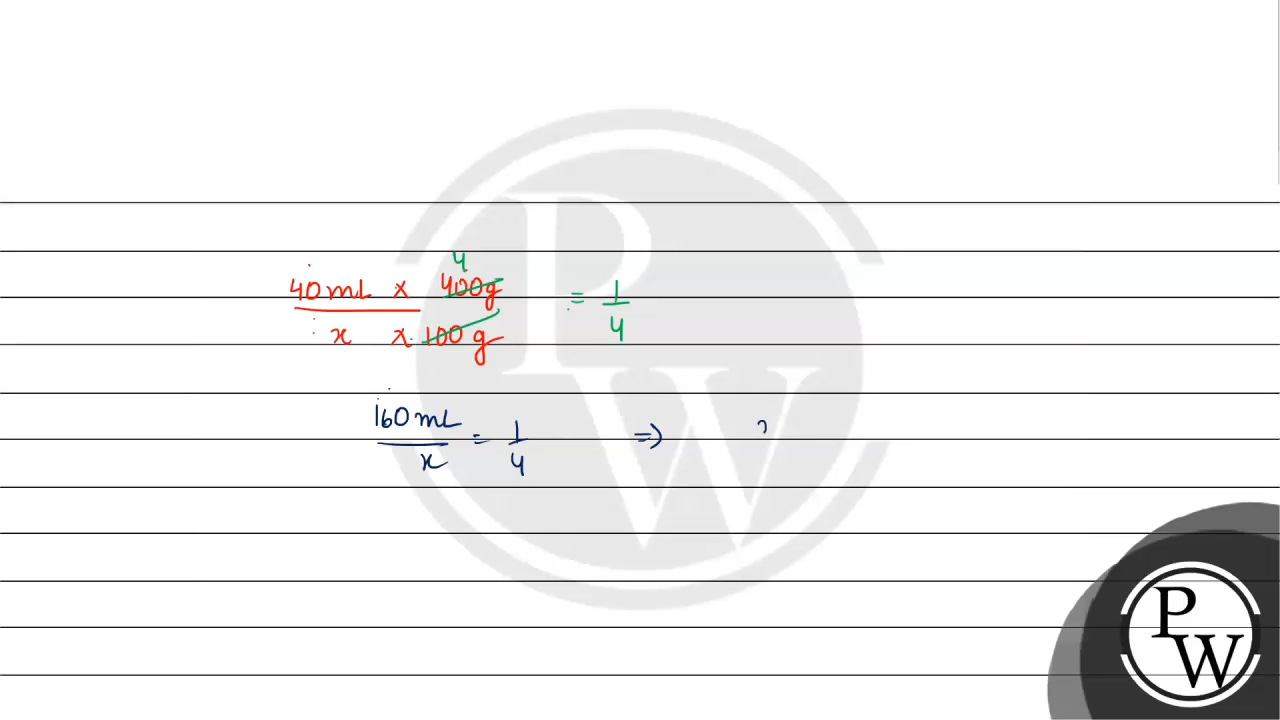 4
40 mL x 400g
= 1
x x 100 g
4
160 mL
= 1 ⇒
x 4
P
W
P
W